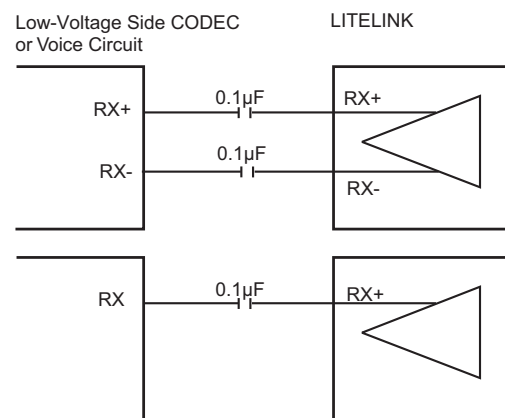 Low-Voltage Side CODEC
or Voice Circuit
LITELINK
RX+
0.1µF
RX+
RX-
0.1µF
RX-
RX
0.1µF
RX+